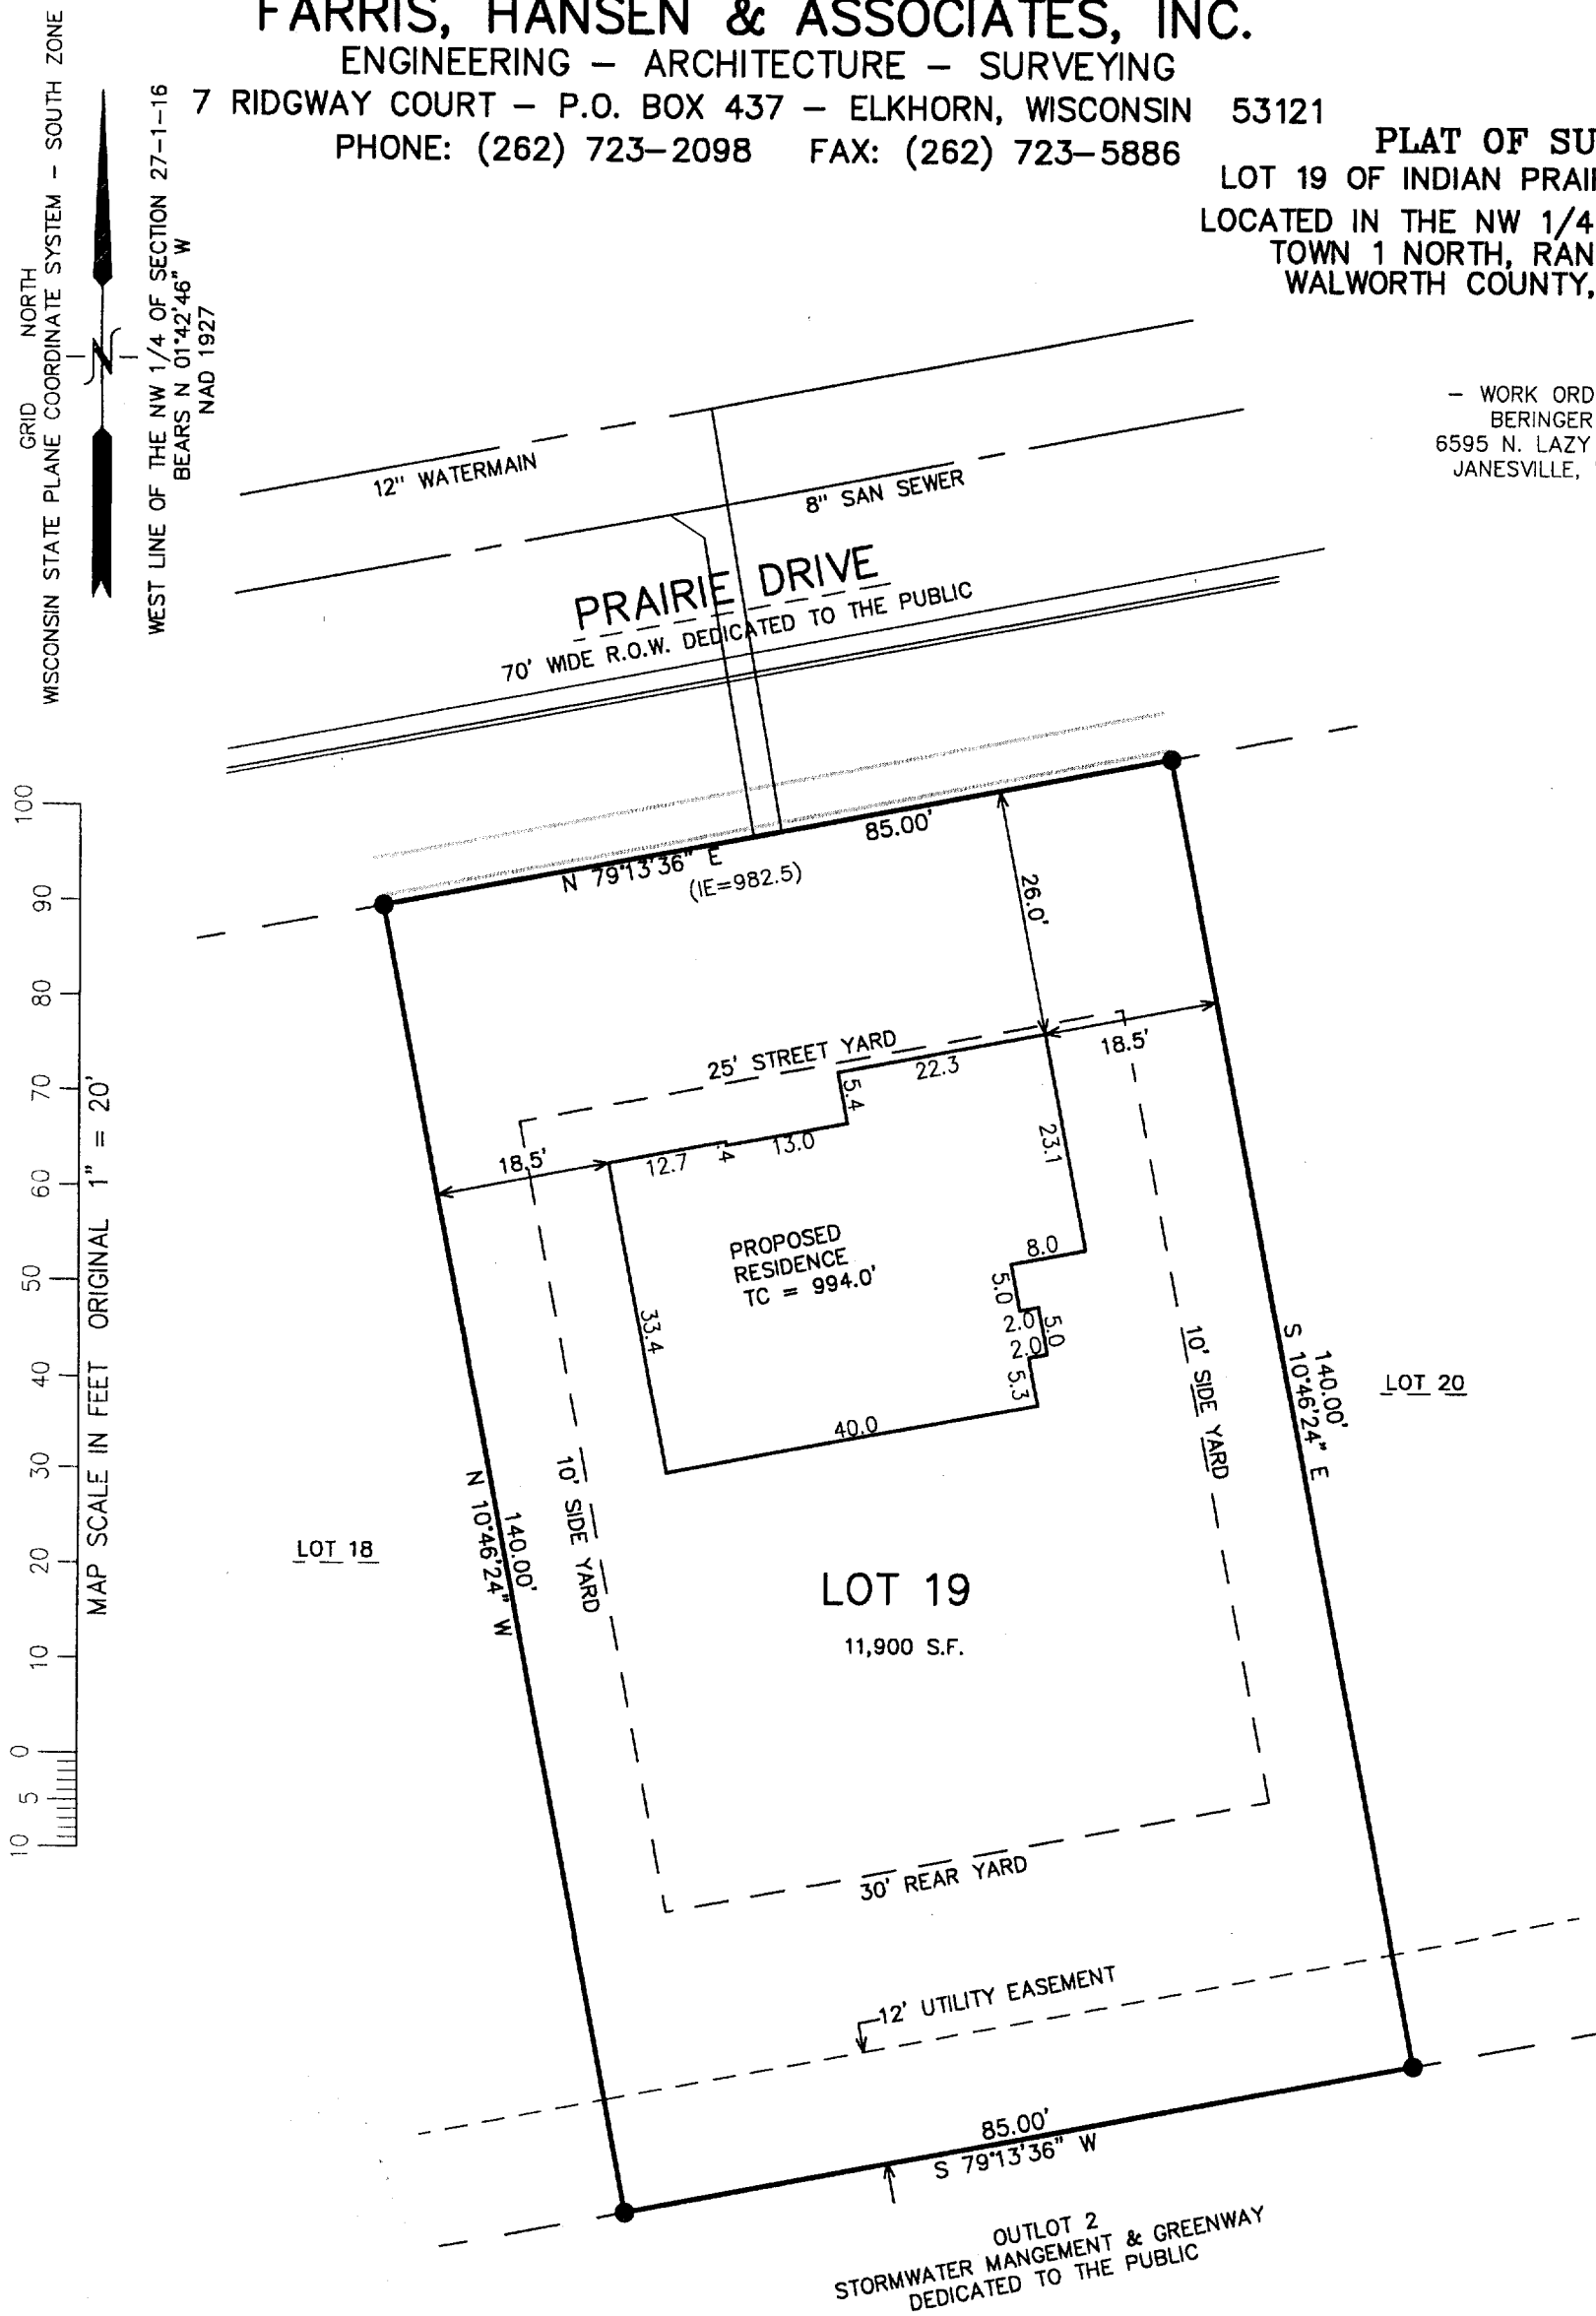 FARRIS, HANSEN & ASSOCIATES, INC.
ENGINEERING – ARCHITECTURE – SURVEYING
7 RIDGWAY COURT – P.O. BOX 437 – ELKHORN, WISCONSIN 53121
PHONE: (262) 723–2098 FAX: (262) 723–5886
PLAT OF SU
LOT 19 OF INDIAN PRAI
LOCATED IN THE NW 1/4
TOWN 1 NORTH, RAN
WALWORTH COUNTY,
– WORK ORD
BERINGER
6595 N. LAZY
JANESVILLE,
GRID NORTH
WISCONSIN STATE PLANE COORDINATE SYSTEM – SOUTH ZONE
N
WEST LINE OF THE NW 1/4 OF SECTION 27-1-16
BEARS N 01°42'46" W
NAD 1927
12" WATERMAIN
8" SAN SEWER
PRAIRIE DRIVE
70' WIDE R.O.W. DEDICATED TO THE PUBLIC
85.00'
N 79°13'36" E
(IE=982.5)
26.0'
25' STREET YARD
18.5'
22.3
5.4
18.5'
12.7
.4
13.0
23.1
PROPOSED
RESIDENCE
TC = 994.0'
8.0
5.0
2.0
5.0
2.0
5.3
33.4
40.0
10' SIDE YARD
10' SIDE YARD
140.00'
S 10°46'24" E
LOT 20
140.00'
N 10°46'24" W
LOT 18
LOT 19
11,900 S.F.
30' REAR YARD
12' UTILITY EASEMENT
85.00'
S 79°13'36" W
OUTLOT 2
STORMWATER MANGEMENT & GREENWAY
DEDICATED TO THE PUBLIC
100
90
80
70
60
50
40
30
20
10
0
5
10
MAP SCALE IN FEET ORIGINAL 1" = 20'